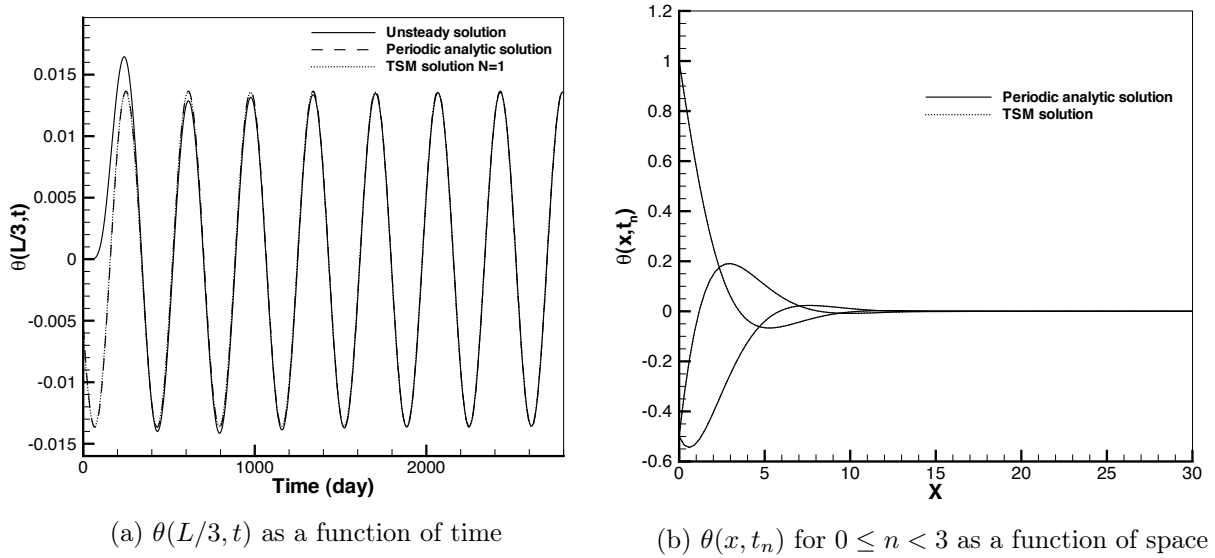 Unsteady solution
Periodic analytic solution
TSM solution N=1
0.015
0.01
0.005
0
-0.005
-0.01
-0.015
θ(L/3,t)
0 1000 2000
Time (day)
(a) θ(L/3, t) as a function of time
Periodic analytic solution
TSM solution
1.2
1
0.8
0.6
0.4
0.2
0
-0.2
-0.4
-0.6
θ(x,tₙ)
0 5 10 15 20 25 30
X
(b) θ(x, tₙ) for 0 ≤ n < 3 as a function of space